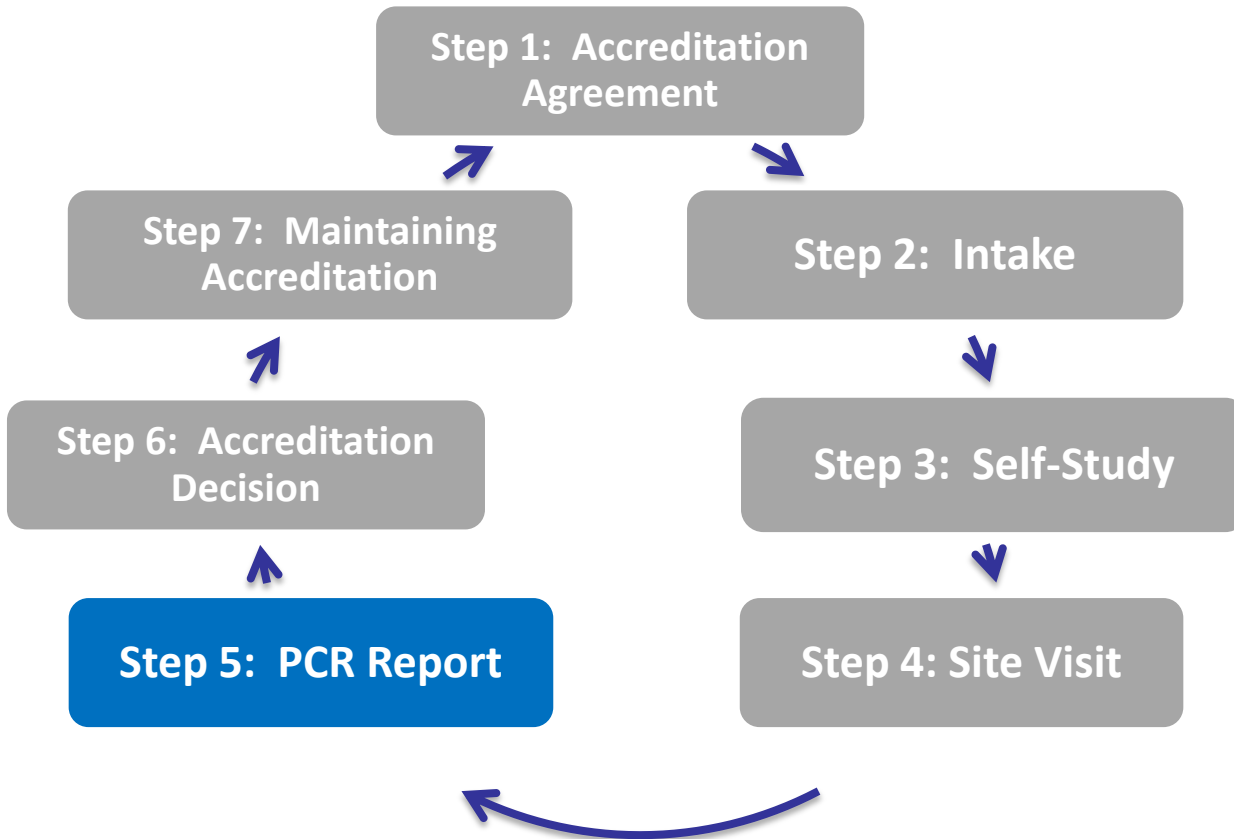 Step 1:  Accreditation
Agreement
Step 2:  Intake
Step 3:  Self-Study
Step 4: Site Visit
Step 5:  PCR Report
Step 6:  Accreditation
Decision
Step 7:  Maintaining
Accreditation